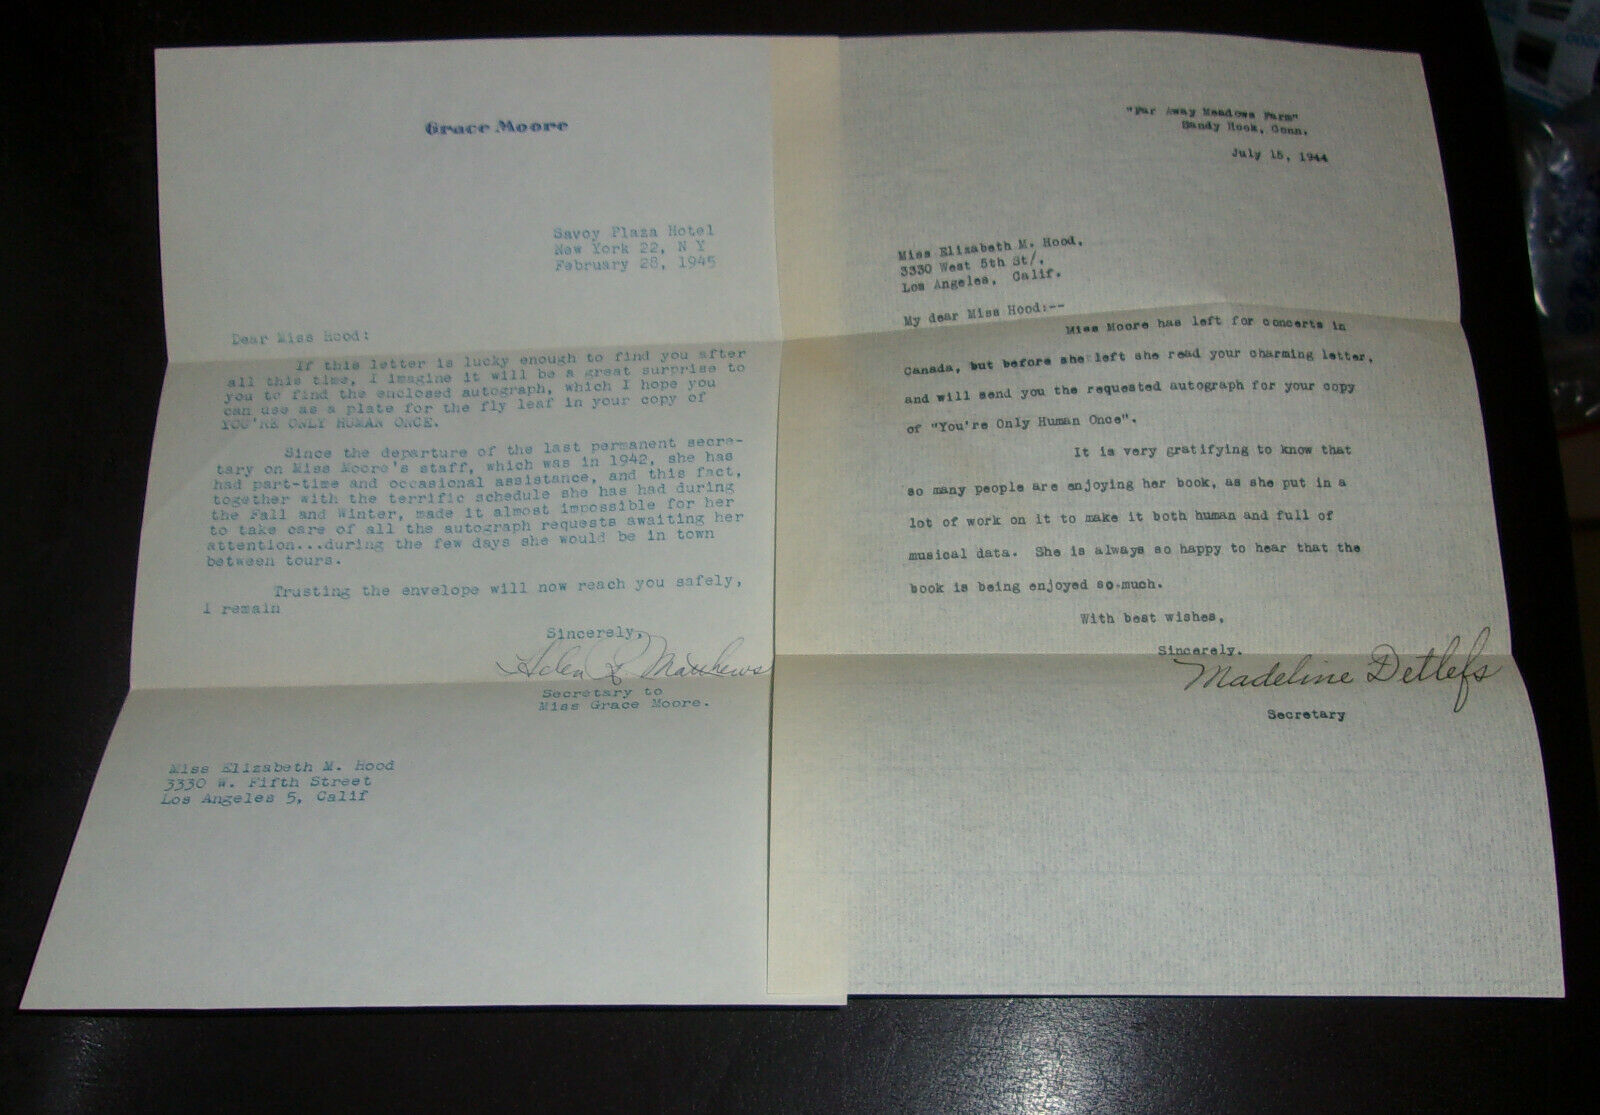 Grace Moore
Savoy Plaza Hotel
New York 22, N Y
February 28, 1945
Dear Miss Hood:
If this letter is lucky enough to find you after
all this time, I imagine it will be a great surprise to
you to find the enclosed autograph, which I hope you
can use as a plate for the fly leaf in your copy of
YOU'RE ONLY HUMAN ONCE.
Since the departure of the last permanent secre-
tary on Miss Moore's staff, which was in 1942, she has
had part-time and occasional assistance, and this fact,
together with the terrific schedule she has had during
the Fall and Winter, made it almost impossible for her
to take care of all the autograph requests awaiting her
attention...during the few days she would be in town
between tours.
Trusting the envelope will now reach you safely,
I remain
Sincerely,
Helen L Matthews
Secretary to
Miss Grace Moore.
Miss Elizabeth M. Hood
3330 W. Fifth Street
Los Angeles 5, Calif
"Far Away Meadows Farm"
Sandy Hook, Conn.
July 15, 1944
Miss Elizabeth M. Hood,
3330 West 5th St/,
Los Angeles, Calif.
My dear Miss Hood:--
Miss Moore has left for concerts in
Canada, but before she left she read your charming letter,
and will send you the requested autograph for your copy
of "You're Only Human Once".
It is very gratifying to know that
so many people are enjoying her book, as she put in a
lot of work on it to make it both human and full of
musical data. She is always so happy to hear that the
book is being enjoyed so much.
With best wishes,
Sincerely.
Madeline Detlefs
Secretary